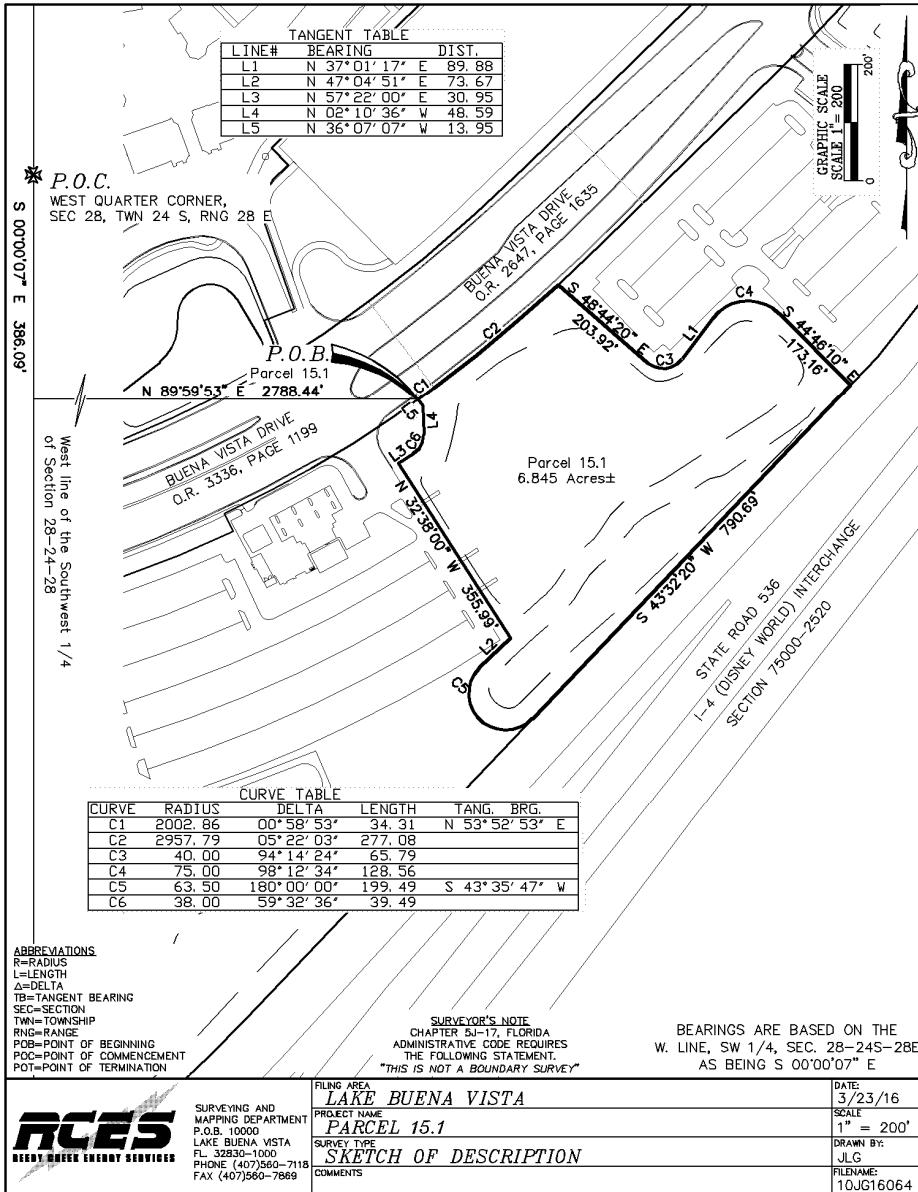 TANGENT TABLE
LINE# BEARING DIST.
L1 N 37°01'17" E 89.88
L2 N 47°04'51" E 73.67
L3 N 57°22'00" E 30.95
L4 N 02°10'36" W 48.59
L5 N 36°07'07" W 13.95
GRAPHIC SCALE
SCALE 1" = 200
0
200'
P.O.C.
WEST QUARTER CORNER,
SEC 28, TWN 24 S, RNG 28 E
S 00°00'07" E 386.09'
BUENA VISTA DRIVE
O.R. 2647, PAGE 1635
P.O.B.
Parcel 15.1
N 89°59'53" E 2788.44'
C1
C2
S 48°44'20" E
203.92'
C3
L1
C4
S 44°46'10" E
173.16'
L5
L4
C6
L3
BUENA VISTA DRIVE
O.R. 3336, PAGE 1199
West line of the Southwest 1/4
of Section 28-24-28
N 32°38'00" W 355.99'
Parcel 15.1
6.845 Acres±
S 43°32'20" W 790.69'
L2
C5
STATE ROAD 536
I-4 (DISNEY WORLD) INTERCHANGE
SECTION 75000-2520
CURVE TABLE
CURVE RADIUS DELTA LENGTH TANG. BRG.
C1 2002.86 00°58'53" 34.31 N 53°52'53" E
C2 2957.79 05°22'03" 277.08
C3 40.00 94°14'24" 65.79
C4 75.00 98°12'34" 128.56
C5 63.50 180°00'00" 199.49 S 43°35'47" W
C6 38.00 59°32'36" 39.49
ABBREVIATIONS
R=RADIUS
L=LENGTH
Δ=DELTA
TB=TANGENT BEARING
SEC=SECTION
TWN=TOWNSHIP
RNG=RANGE
POB=POINT OF BEGINNING
POC=POINT OF COMMENCEMENT
POT=POINT OF TERMINATION
SURVEYOR'S NOTE
CHAPTER 5J-17, FLORIDA
ADMINISTRATIVE CODE REQUIRES
THE FOLLOWING STATEMENT.
"THIS IS NOT A BOUNDARY SURVEY"
BEARINGS ARE BASED ON THE
W. LINE, SW 1/4, SEC. 28-24S-28E
AS BEING S 00°00'07" E
RCES
REEDY CREEK ENERGY SERVICES
SURVEYING AND
MAPPING DEPARTMENT
P.O.B. 10000
LAKE BUENA VISTA
FL. 32830-1000
PHONE (407)560-7118
FAX (407)560-7869
FILING AREA
LAKE BUENA VISTA
PROJECT NAME
PARCEL 15.1
SURVEY TYPE
SKETCH OF DESCRIPTION
COMMENTS
DATE:
3/23/16
SCALE
1" = 200'
DRAWN BY:
JLG
FILENAME:
10JG16064